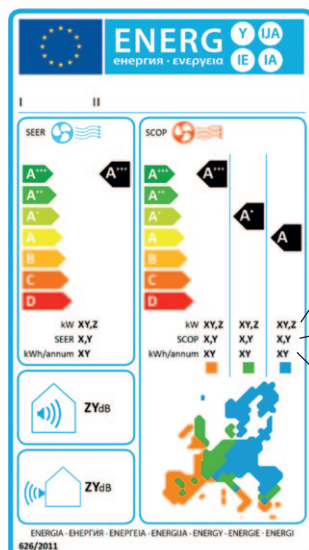 ENERG Y IJA
енергия · ενεργεια IE IA
I II
SEER SCOP
A+++ A+++ A+++ A+++
A++ A++
A+ A+ A+
A A A
B B
C C
D D
kW XY,Z kW XY,Z XY,Z XY,Z
SEER X,Y SCOP X,Y X,Y X,Y
kWh/annum XY kWh/annum XY XY XY
ZYdB
ZYdB
ENERGIA · ЕНЕРГИЯ · ΕΝΕΡΓΕΙΑ · ENERGIJA · ENERGY · ENERGIE · ENERGI
626/2011